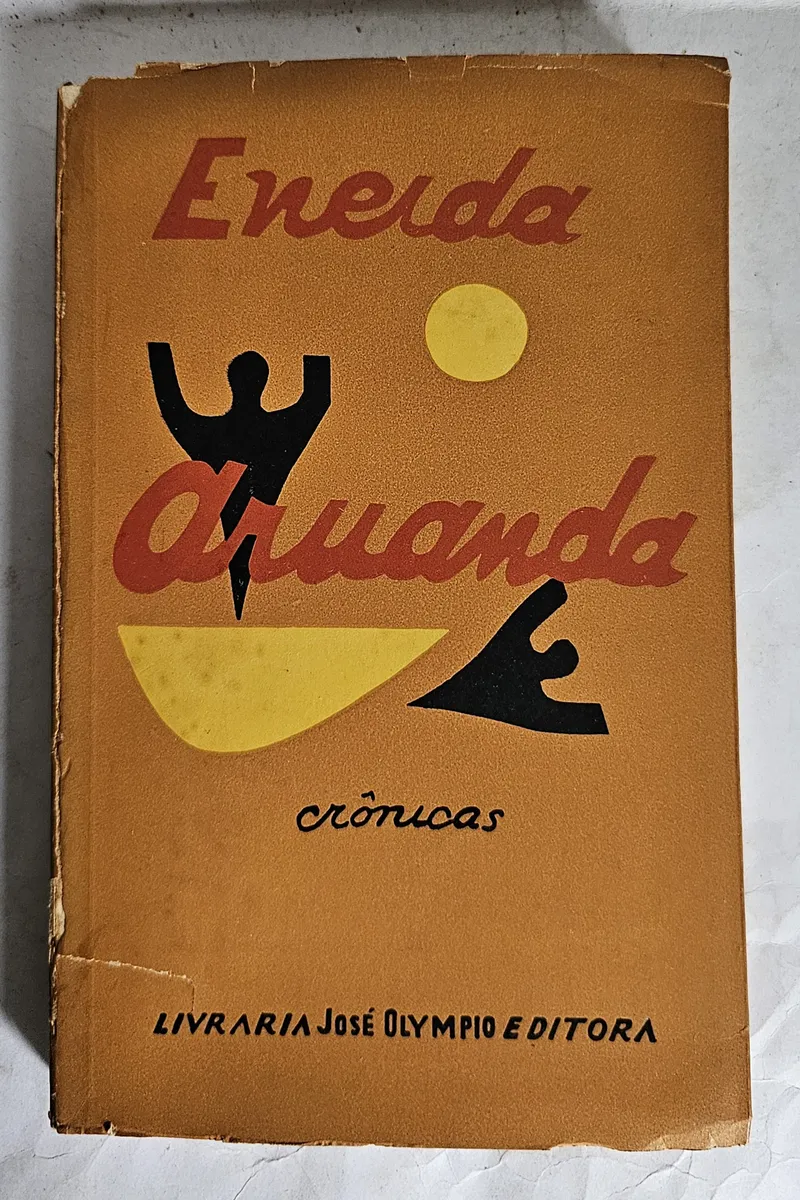 Eneida
Aruanda
crônicas
LIVRARIA JOSÉ OLYMPIO EDITORA